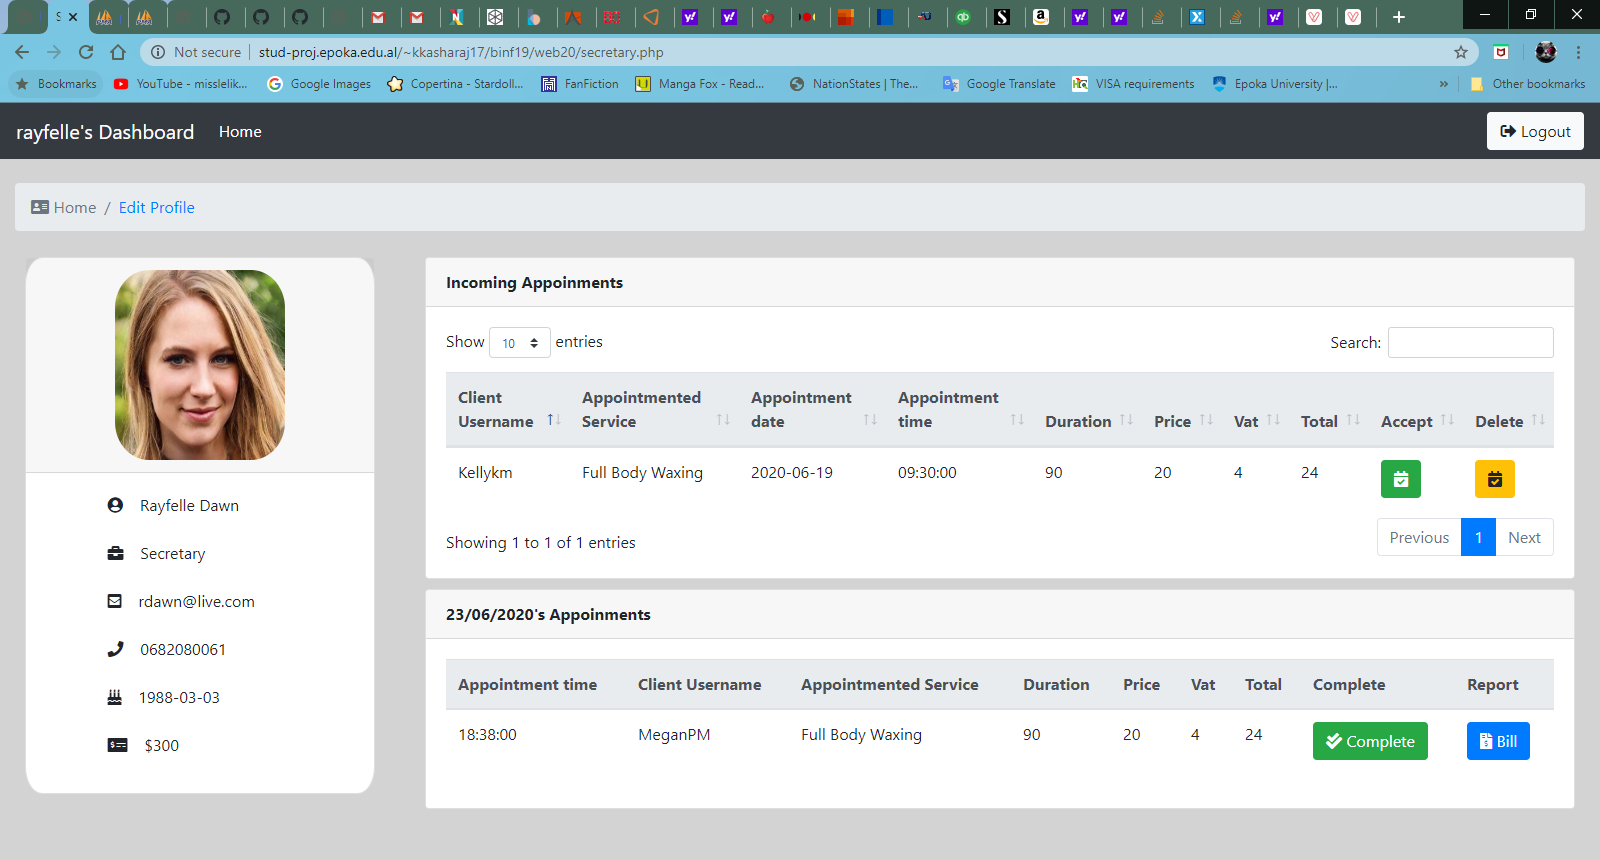 S
Not secure | stud-proj.epoka.edu.al/~kkasharaj17/binf19/web20/secretary.php
Bookmarks YouTube - misslelik... Google Images Copertina - Stardoll... FanFiction Manga Fox - Read... NationStates | The... Google Translate VISA requirements Epoka University |... » Other bookmarks
rayfelle's Dashboard Home Logout
Home / Edit Profile
Rayfelle Dawn
Secretary
rdawn@live.com
0682080061
1988-03-03
$300
Incoming Appoinments
Show 10 entries Search:
Client Username Appointmented Service Appointment date Appointment time Duration Price Vat Total Accept Delete
Kellykm Full Body Waxing 2020-06-19 09:30:00 90 20 4 24
Showing 1 to 1 of 1 entries Previous 1 Next
23/06/2020's Appoinments
Appointment time Client Username Appointmented Service Duration Price Vat Total Complete Report
18:38:00 MeganPM Full Body Waxing 90 20 4 24 Complete Bill